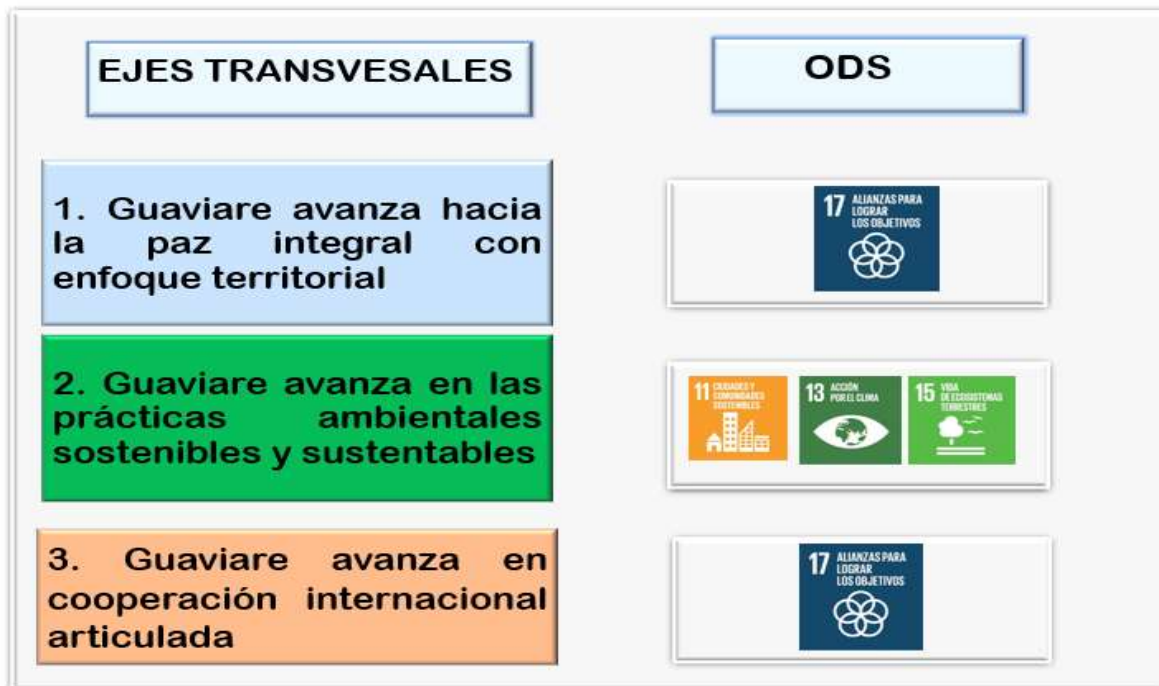 EJES TRANSVESALES
ODS
1. Guaviare avanza hacia
la paz integral con
enfoque territorial
17 ALIANZAS PARA
LOGRAR
LOS OBJETIVOS
2. Guaviare avanza en las
prácticas ambientales
sostenibles y sustentables
11 CIUDADES Y
COMUNIDADES
SOSTENIBLES
13 ACCIÓN
POR EL CLIMA
15 VIDA
DE ECOSISTEMAS
TERRESTRES
3. Guaviare avanza en
cooperación internacional
articulada
17 ALIANZAS PARA
LOGRAR
LOS OBJETIVOS